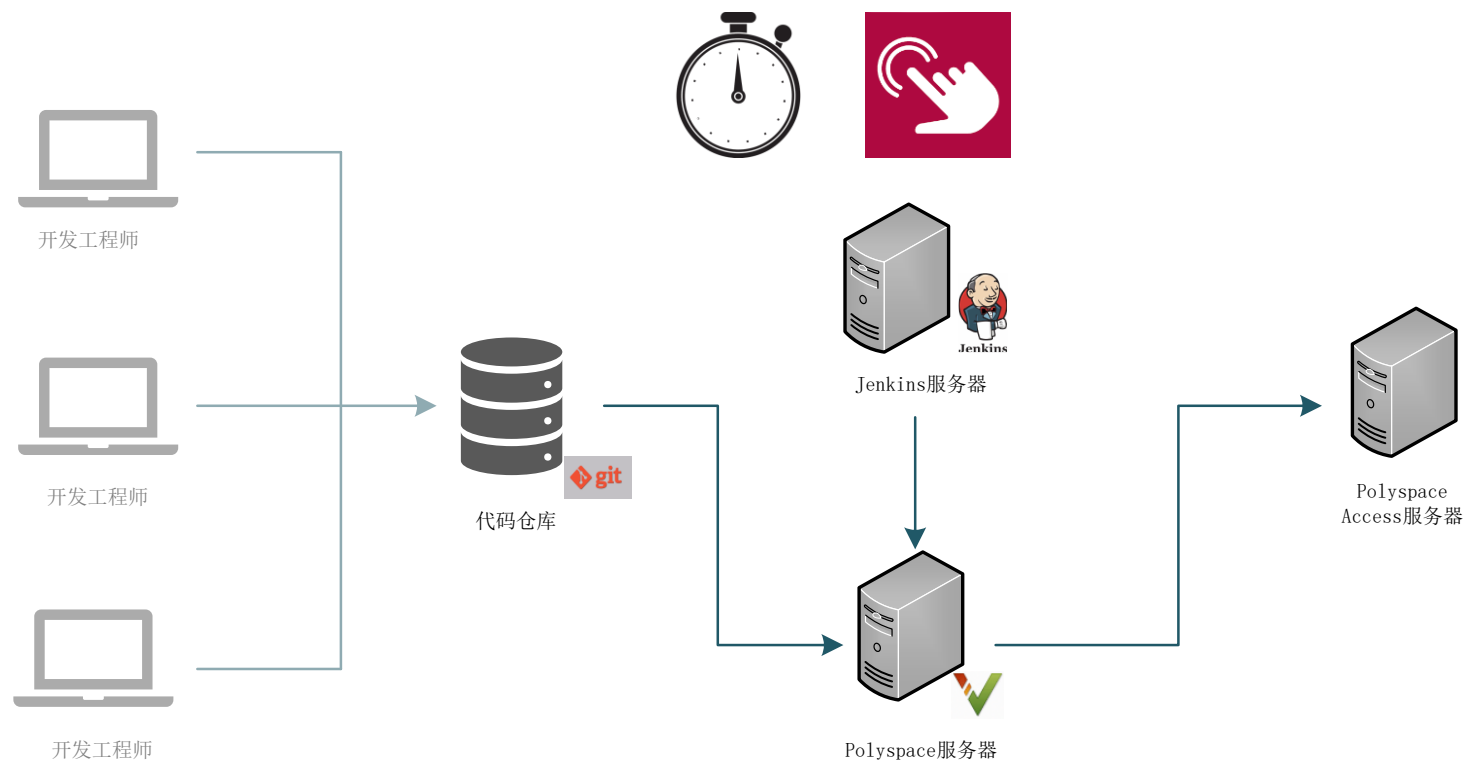 开发工程师
Jenkins
Jenkins服务器
git
代码仓库
开发工程师
Polyspace
Access服务器
开发工程师
Polyspace服务器